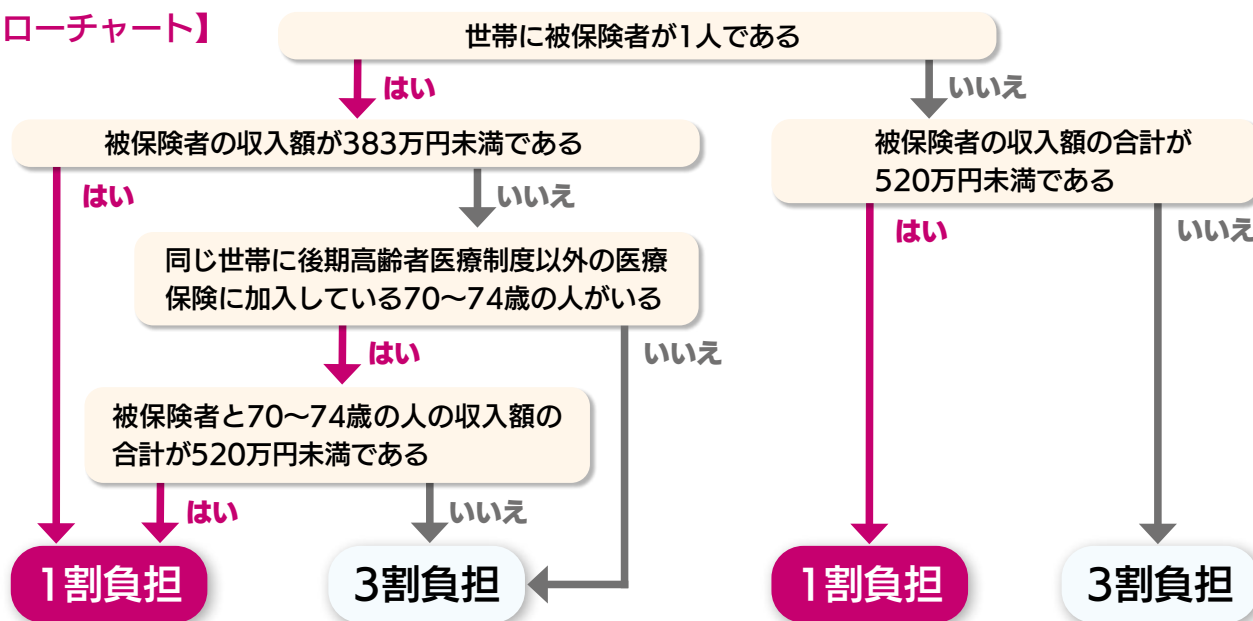 ローチャート】
世帯に被保険者が1人である
はい
いいえ
被保険者の収入額が383万円未満である
被保険者の収入額の合計が
520万円未満である
はい
いいえ
はい
いいえ
同じ世帯に後期高齢者医療制度以外の医療
保険に加入している70〜74歳の人がいる
はい
いいえ
被保険者と70〜74歳の人の収入額の
合計が520万円未満である
はい
いいえ
1割負担
3割負担
1割負担
3割負担